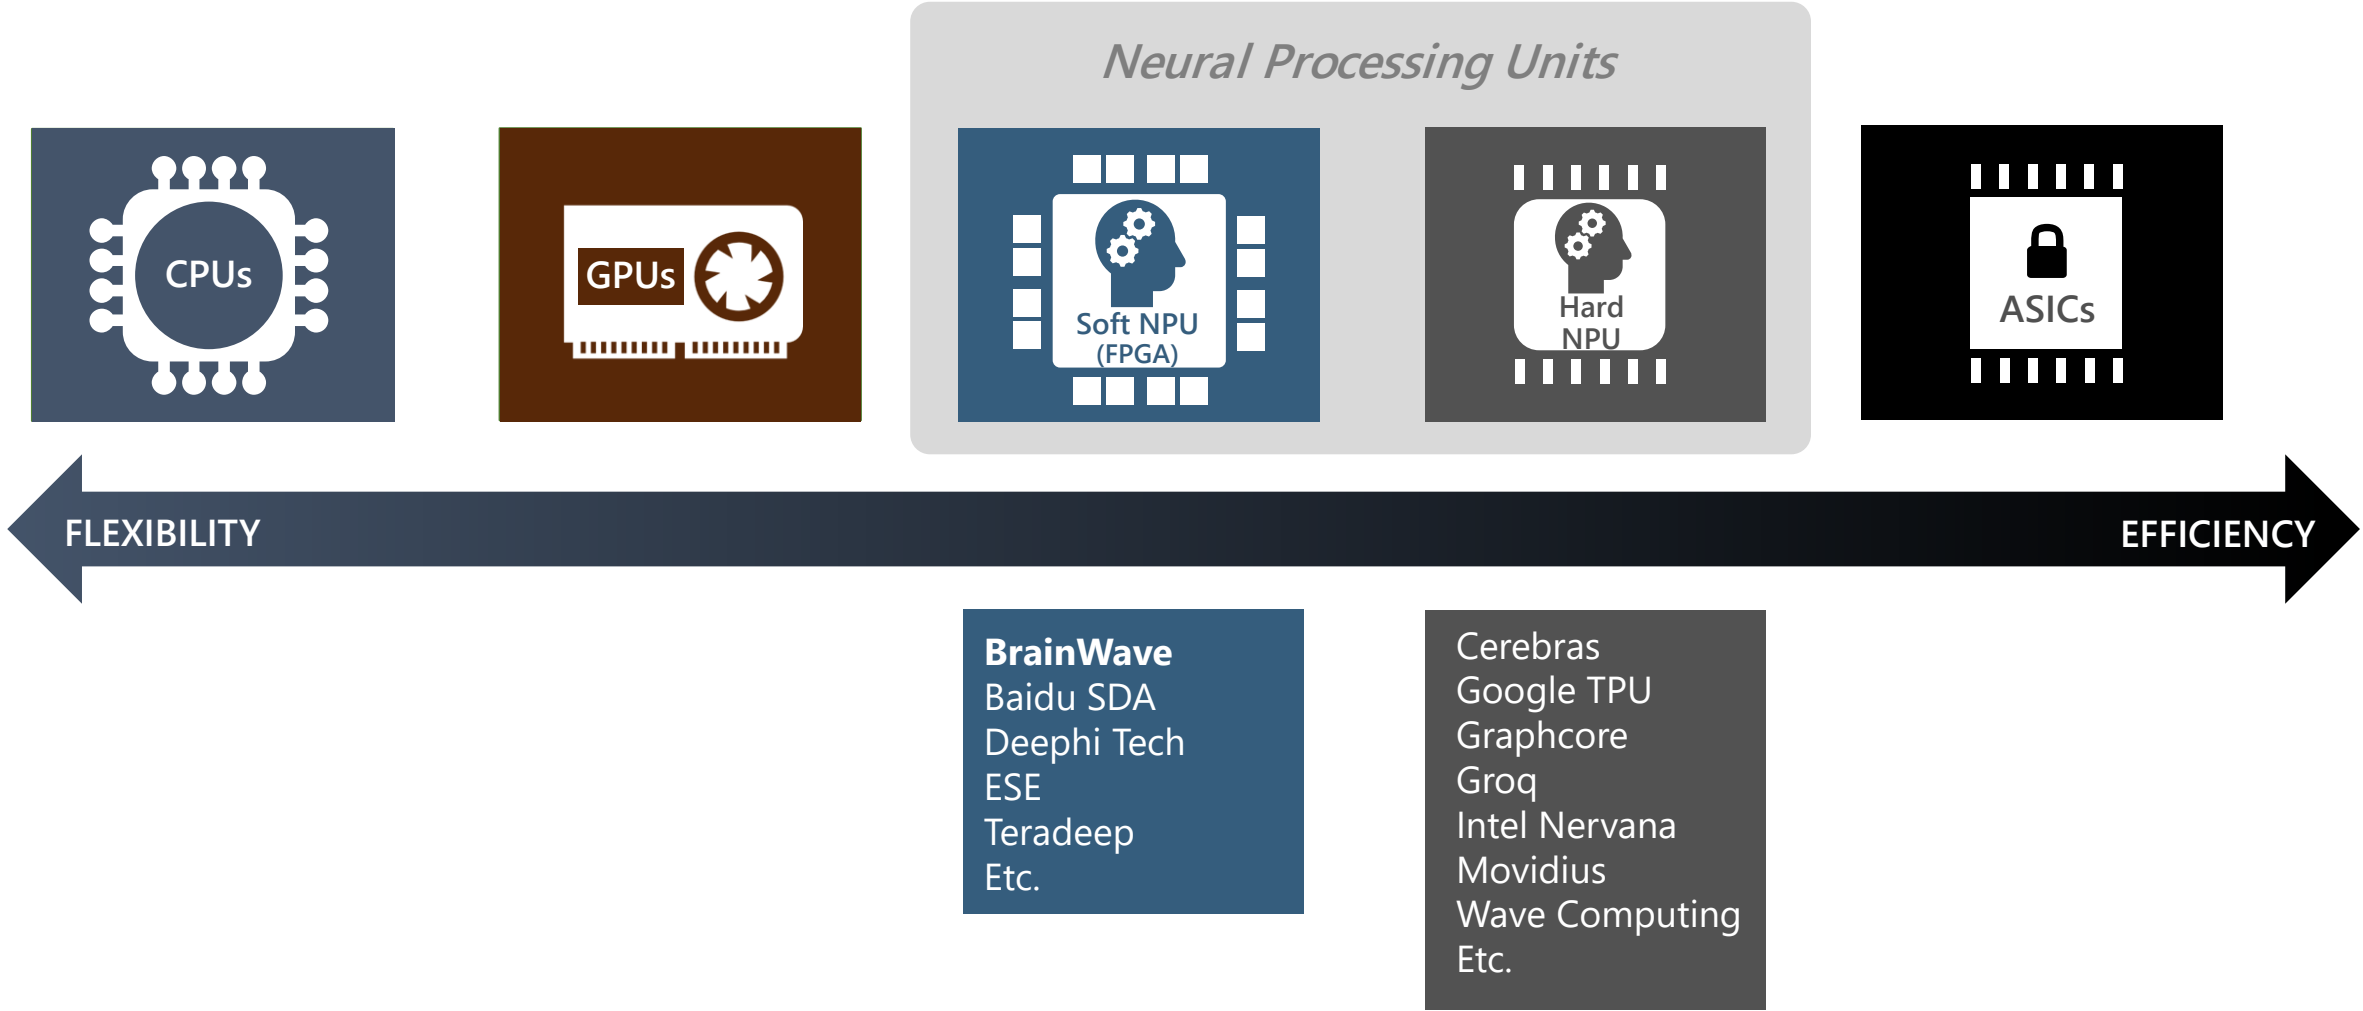 Neural Processing Units
CPUs
GPUs
Soft NPU
(FPGA)
Hard
NPU
ASICs
FLEXIBILITY
EFFICIENCY
BrainWave
Baidu SDA
Deephi Tech
ESE
Teradeep
Etc.
Cerebras
Google TPU
Graphcore
Groq
Intel Nervana
Movidius
Wave Computing
Etc.